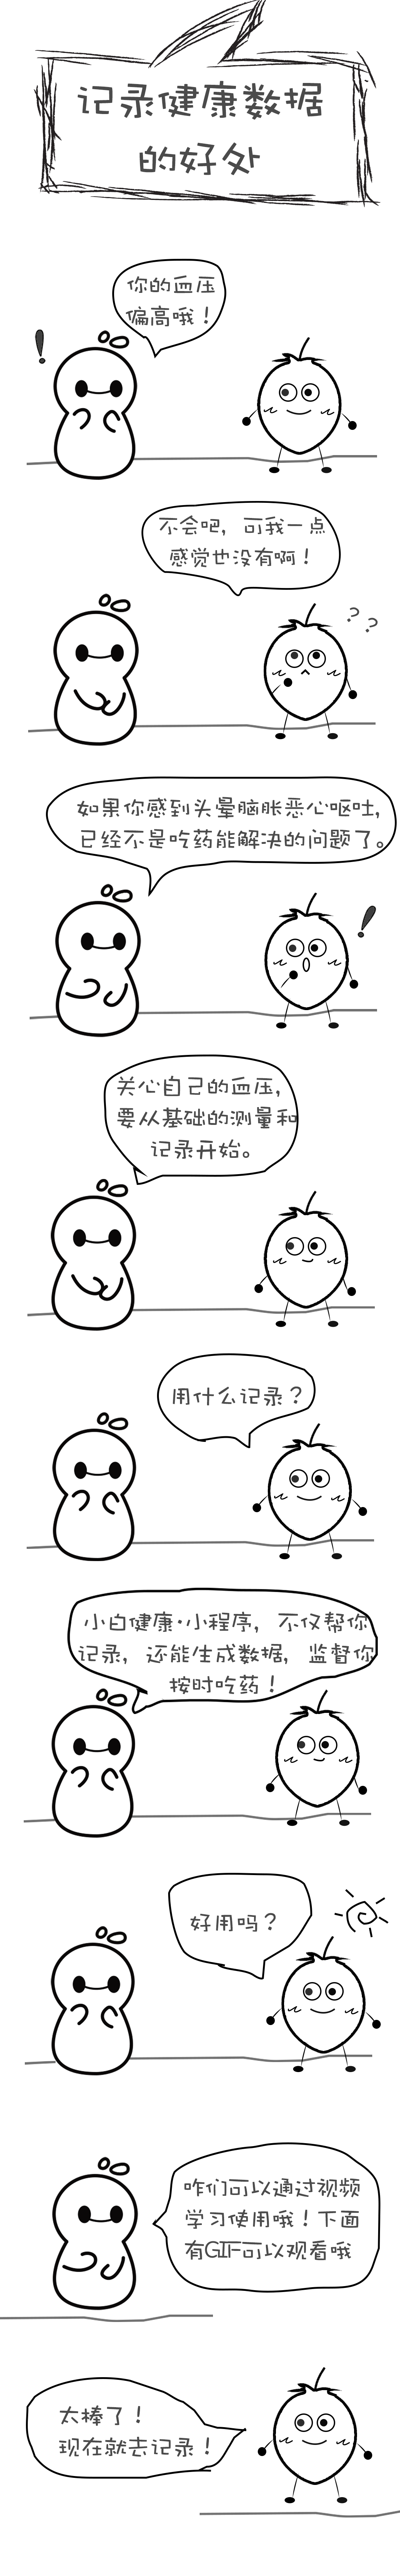 记录健康数据
的好处
!
你的血压
偏高哦！
不会吧，可我一点
感觉也没有啊！
? ?
如果你感到头晕脑胀恶心呕吐，
已经不是吃药能解决的问题了。
!
关心自己的血压，
要从基础的测量和
记录开始。
用什么记录？
小白健康·小程序，不仅帮你
记录，还能生成数据，监督你
按时吃药！
好用吗？
咋们可以通过视频
学习使用哦！下面
有GIF可以观看哦
太棒了！
现在就去记录！